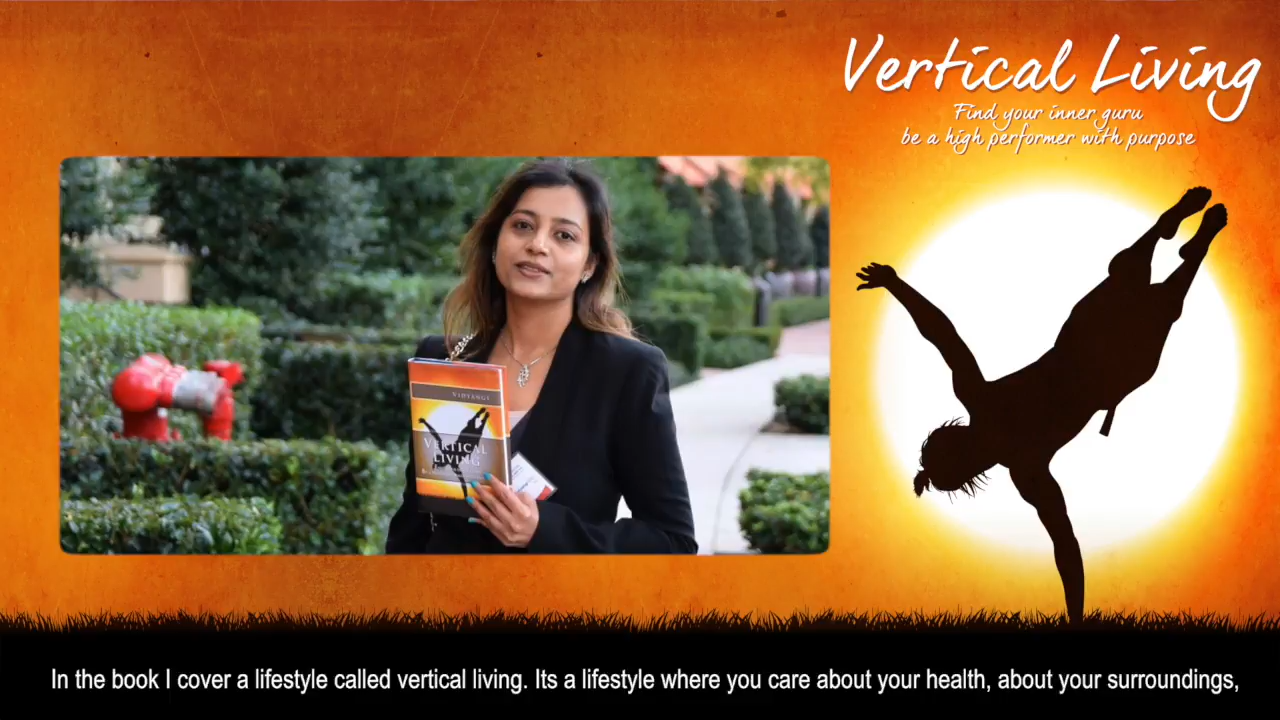 Vertical Living
Find your inner guru
be a high performer with purpose
VIDYANGI
VERTICAL
LIVING
In the book I cover a lifestyle called vertical living. Its a lifestyle where you care about your health, about your surroundings,